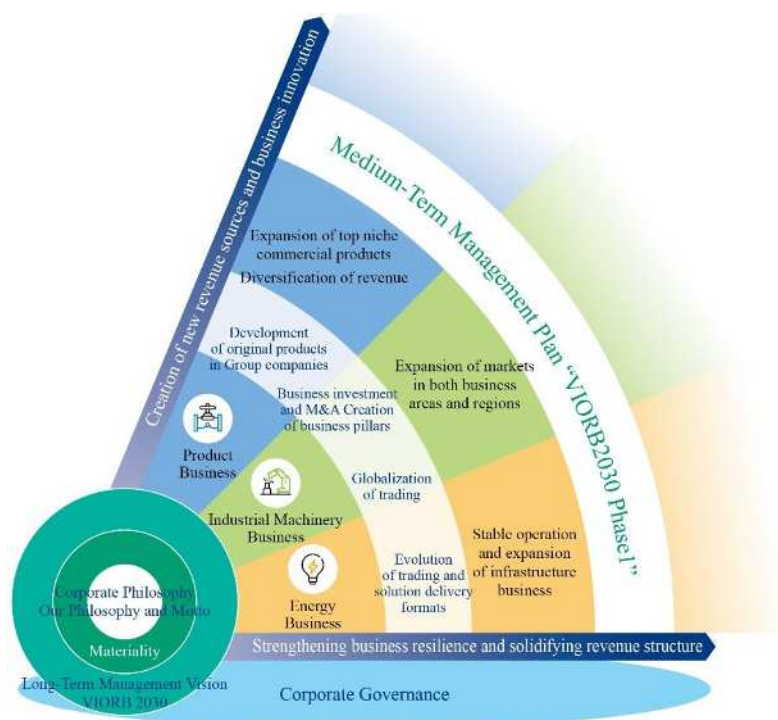 Creation of new revenue sources and business innovation
Medium-Term Management Plan “VIORB2030 Phase1”
Expansion of top niche
commercial products
Diversification of revenue
Development
of original products
in Group companies
Business investment
and M&A Creation
of business pillars
Expansion of markets
in both business
areas and regions
Product
Business
Globalization
of trading
Industrial Machinery
Business
Stable operation
and expansion
of infrastructure
business
Evolution
of trading and
solution delivery
formats
Energy
Business
Corporate Philosophy
Our Philosophy and Motto
Materiality
Strengthening business resilience and solidifying revenue structure
Long-Term Management Vision
VIORB 2030
Corporate Governance